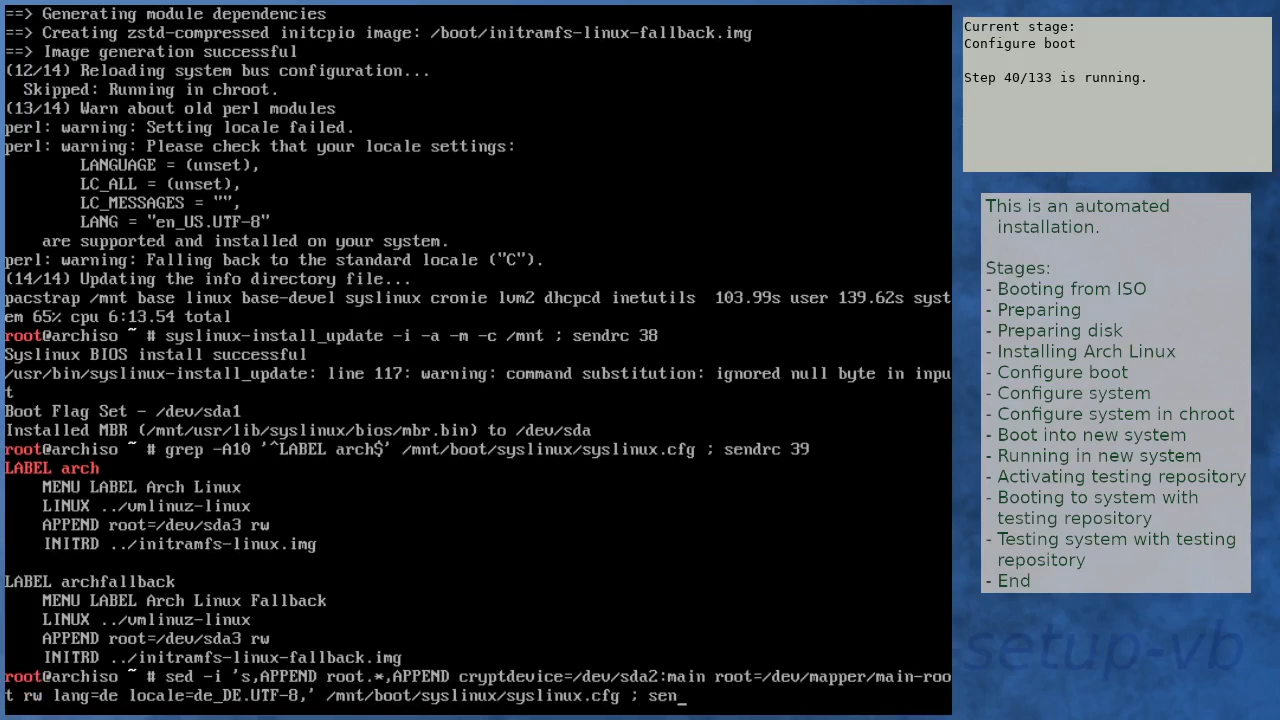 ==> Generating module dependencies
==> Creating zstd-compressed initcpio image: /boot/initramfs-linux-fallback.img
==> Image generation successful
(12/14) Reloading system bus configuration...
  Skipped: Running in chroot.
(13/14) Warn about old perl modules
perl: warning: Setting locale failed.
perl: warning: Please check that your locale settings:
        LANGUAGE = (unset),
        LC_ALL = (unset),
        LC_MESSAGES = "",
        LANG = "en_US.UTF-8"
    are supported and installed on your system.
perl: warning: Falling back to the standard locale ("C").
(14/14) Updating the info directory file...
pacstrap /mnt base linux base-devel syslinux cronie lvm2 dhcpcd inetutils  103.99s user 139.62s syst
em 65% cpu 6:13.54 total
root@archiso ~ # syslinux-install_update -i -a -m -c /mnt ; sendrc 38
Syslinux BIOS install successful
/usr/bin/syslinux-install_update: line 117: warning: command substitution: ignored null byte in inpu
t
Boot Flag Set - /dev/sda1
Installed MBR (/mnt/usr/lib/syslinux/bios/mbr.bin) to /dev/sda
root@archiso ~ # grep -A10 '^LABEL arch$' /mnt/boot/syslinux/syslinux.cfg ; sendrc 39
LABEL arch
    MENU LABEL Arch Linux
    LINUX ../vmlinuz-linux
    APPEND root=/dev/sda3 rw
    INITRD ../initramfs-linux.img

LABEL archfallback
    MENU LABEL Arch Linux Fallback
    LINUX ../vmlinuz-linux
    APPEND root=/dev/sda3 rw
    INITRD ../initramfs-linux-fallback.img
root@archiso ~ # sed -i 's,APPEND root.*,APPEND cryptdevice=/dev/sda2:main root=/dev/mapper/main-roo
t rw lang=de locale=de_DE.UTF-8,' /mnt/boot/syslinux/syslinux.cfg ; sen_
Current stage:
Configure boot

Step 40/133 is running.
This is an automated
installation.

Stages:
- Booting from ISO
- Preparing
- Preparing disk
- Installing Arch Linux
- Configure boot
- Configure system
- Configure system in chroot
- Boot into new system
- Running in new system
- Activating testing repository
- Booting to system with
testing repository
- Testing system with testing
repository
- End
setup-vb